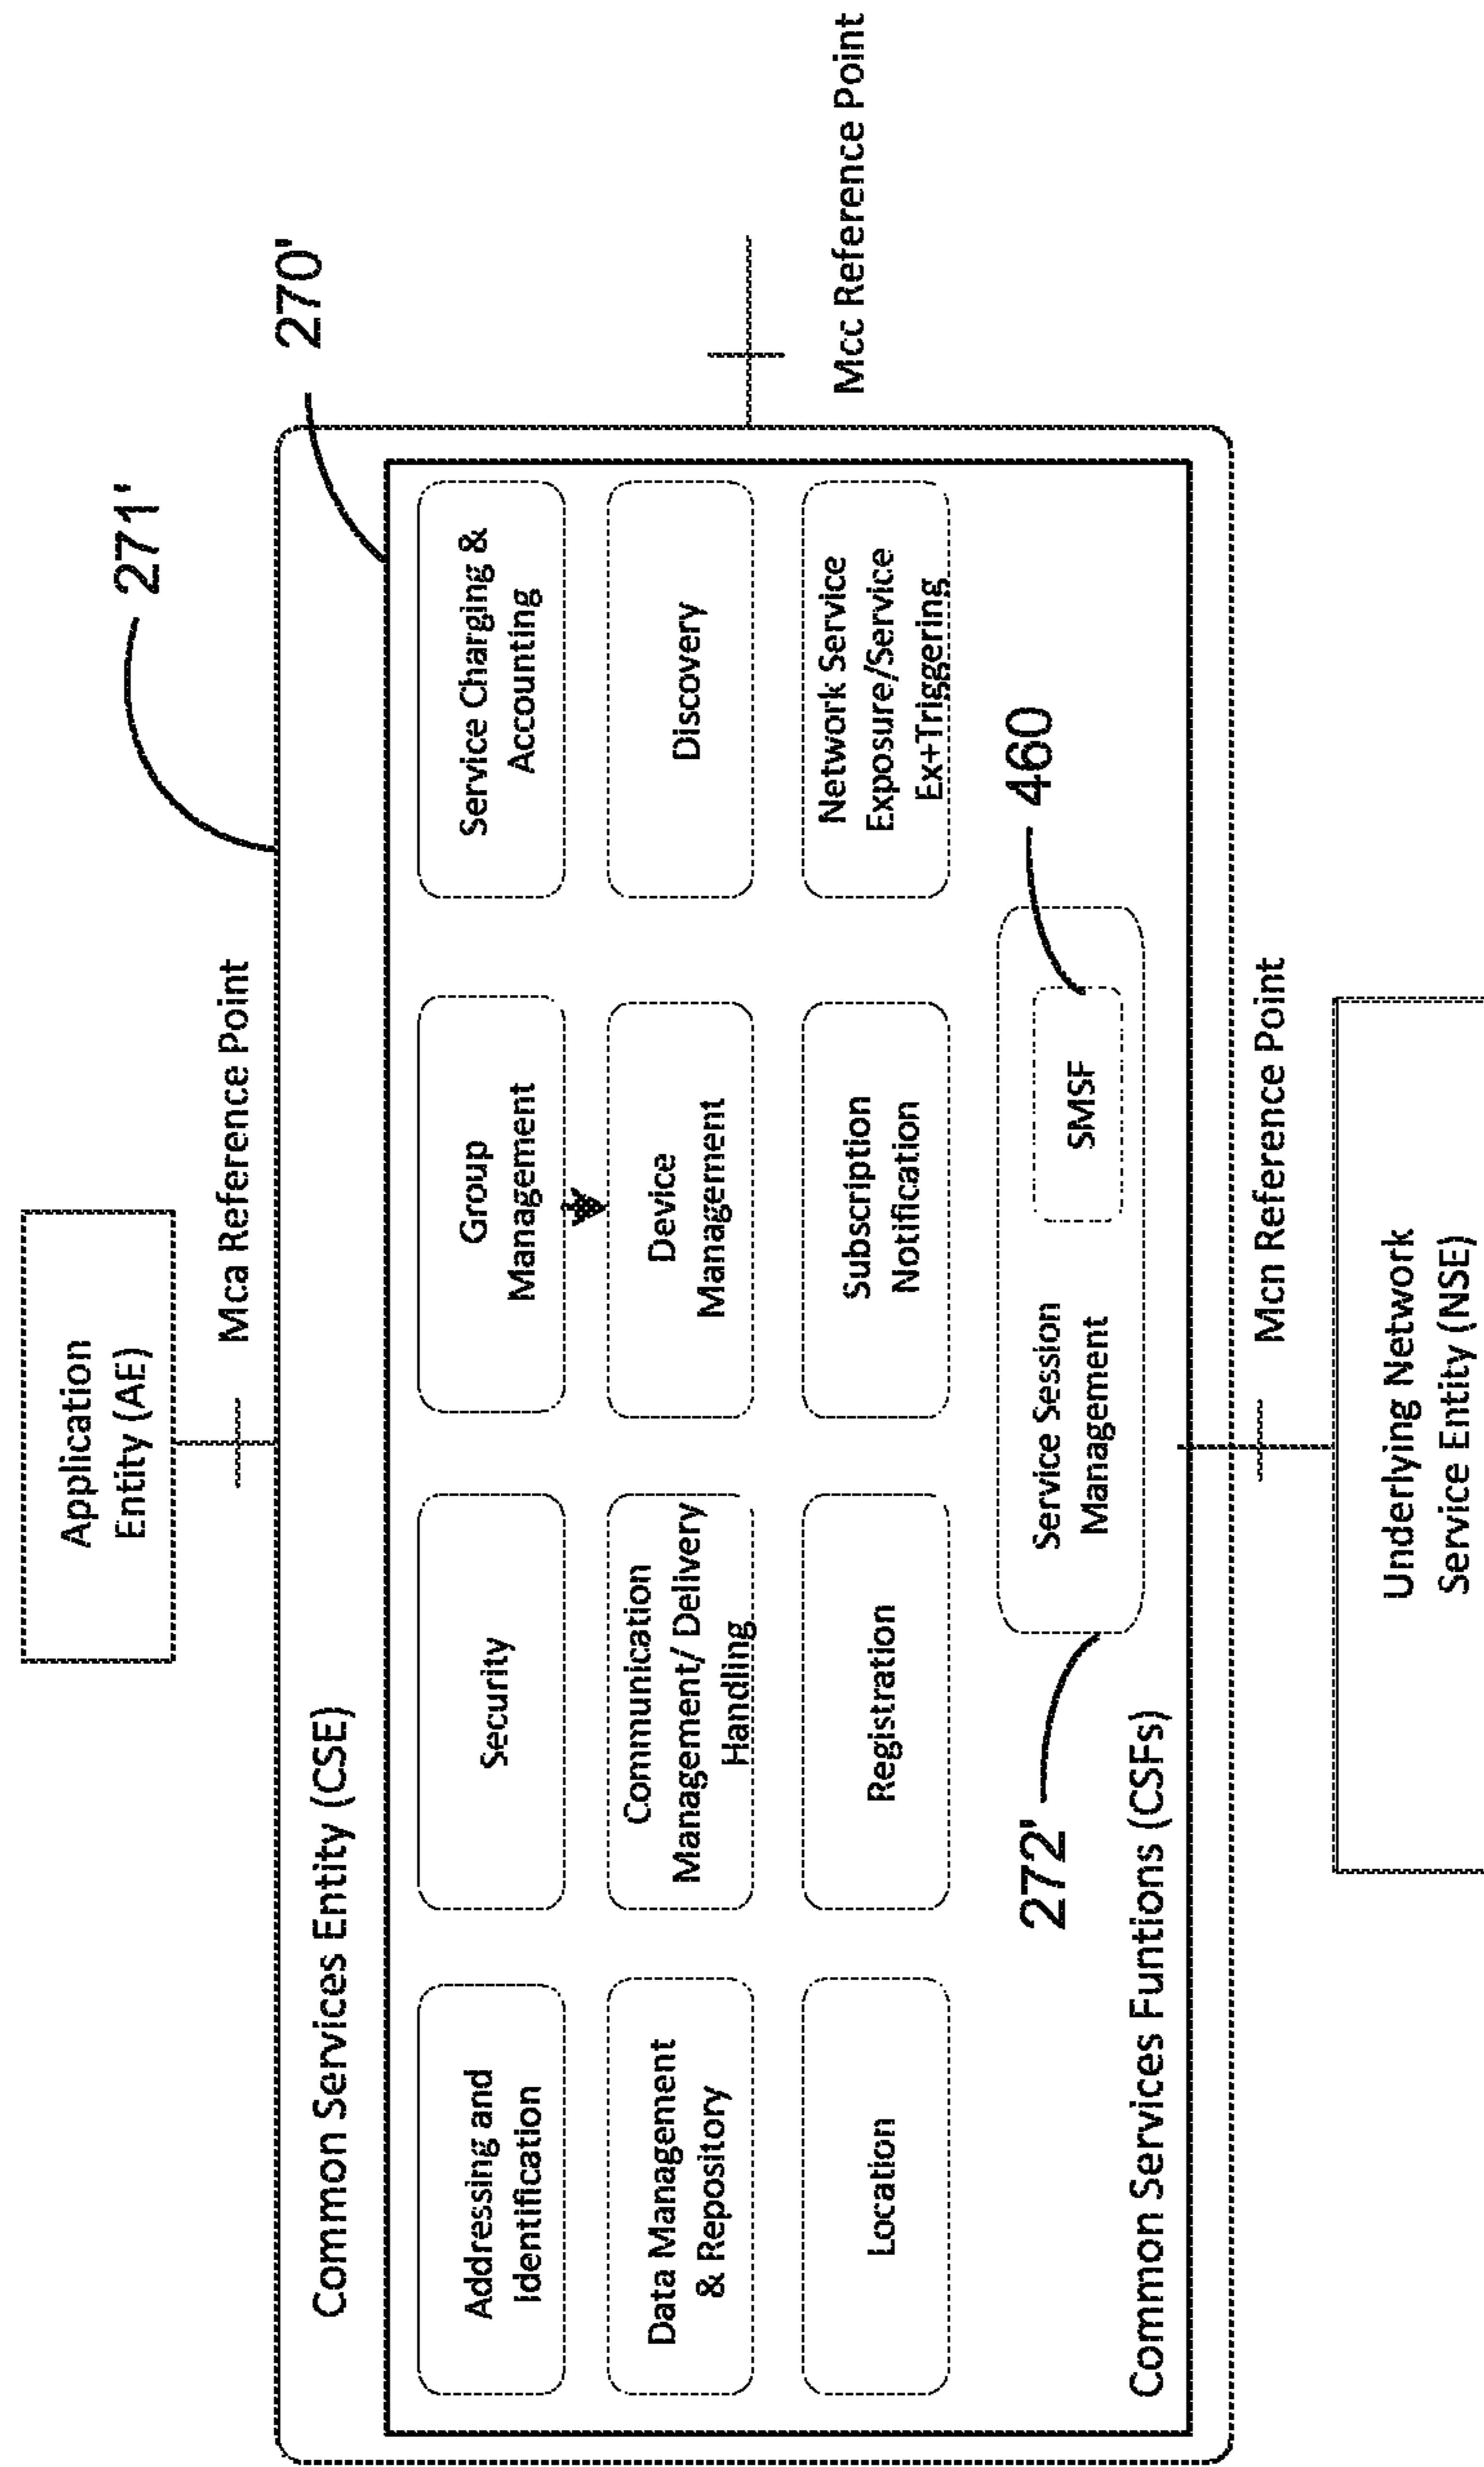 Application
Entity (AE)
Mca Reference Point
271'
270'
Common Services Entity (CSE)
Addressing and
Identification
Security
Group
Management
Service Charging &
Accounting
Data Management
& Repository
Communication
Management/ Delivery
Handling
Device
Management
Discovery
Location
Registration
Subscription
Notification
Network Service
Exposure/Service
Ex+Triggering
Mcc Reference Point
272'
Service Session
Management
SMSF
460
Common Services Funtions (CSFs)
Mcn Reference Point
Underlying Network
Service Entity (NSE)